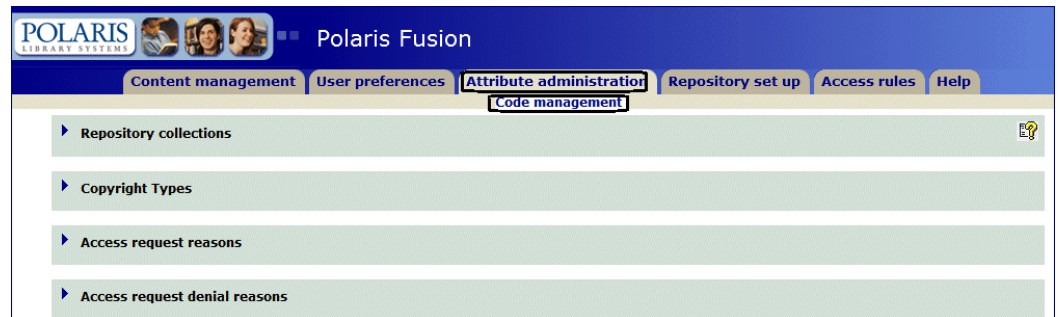 POLARIS
LIBRARY SYSTEMS
Polaris Fusion
Content management User preferences Attribute administration Repository set up Access rules Help
Code management
Repository collections
Copyright Types
Access request reasons
Access request denial reasons